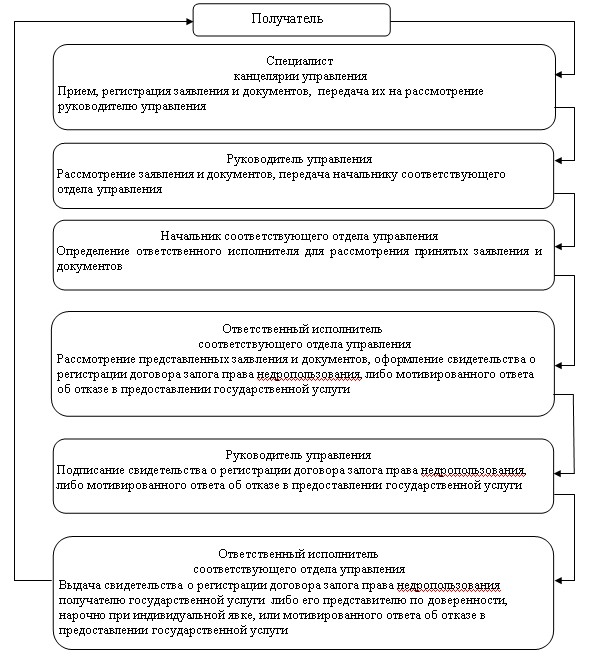 Получатель
Специалист
канцелярии управления
Прием, регистрация заявления и документов, передача их на рассмотрение
руководителю управления
Руководитель управления
Рассмотрение заявления и документов, передача начальнику соответствующего
отдела управления
Начальник соответствующего отдела управления
Определение ответственного исполнителя для рассмотрения принятых заявления и
документов
Ответственный исполнитель
соответствующего отдела управления
Рассмотрение представленных заявления и документов, оформление свидетельства о
регистрации договора залога права недропользования, либо мотивированного ответа
об отказе в предоставлении государственной услуги
Руководитель управления
Подписание свидетельства о регистрации договора залога права недропользования,
либо мотивированного ответа об отказе в предоставлении государственной услуги
Ответственный исполнитель
соответствующего отдела управления
Выдача свидетельства о регистрации договора залога права недропользования
получателю государственной услуги либо его представителю по доверенности,
нарочно при индивидуальной явке, или мотивированного ответа об отказе в
предоставлении государственной услуги